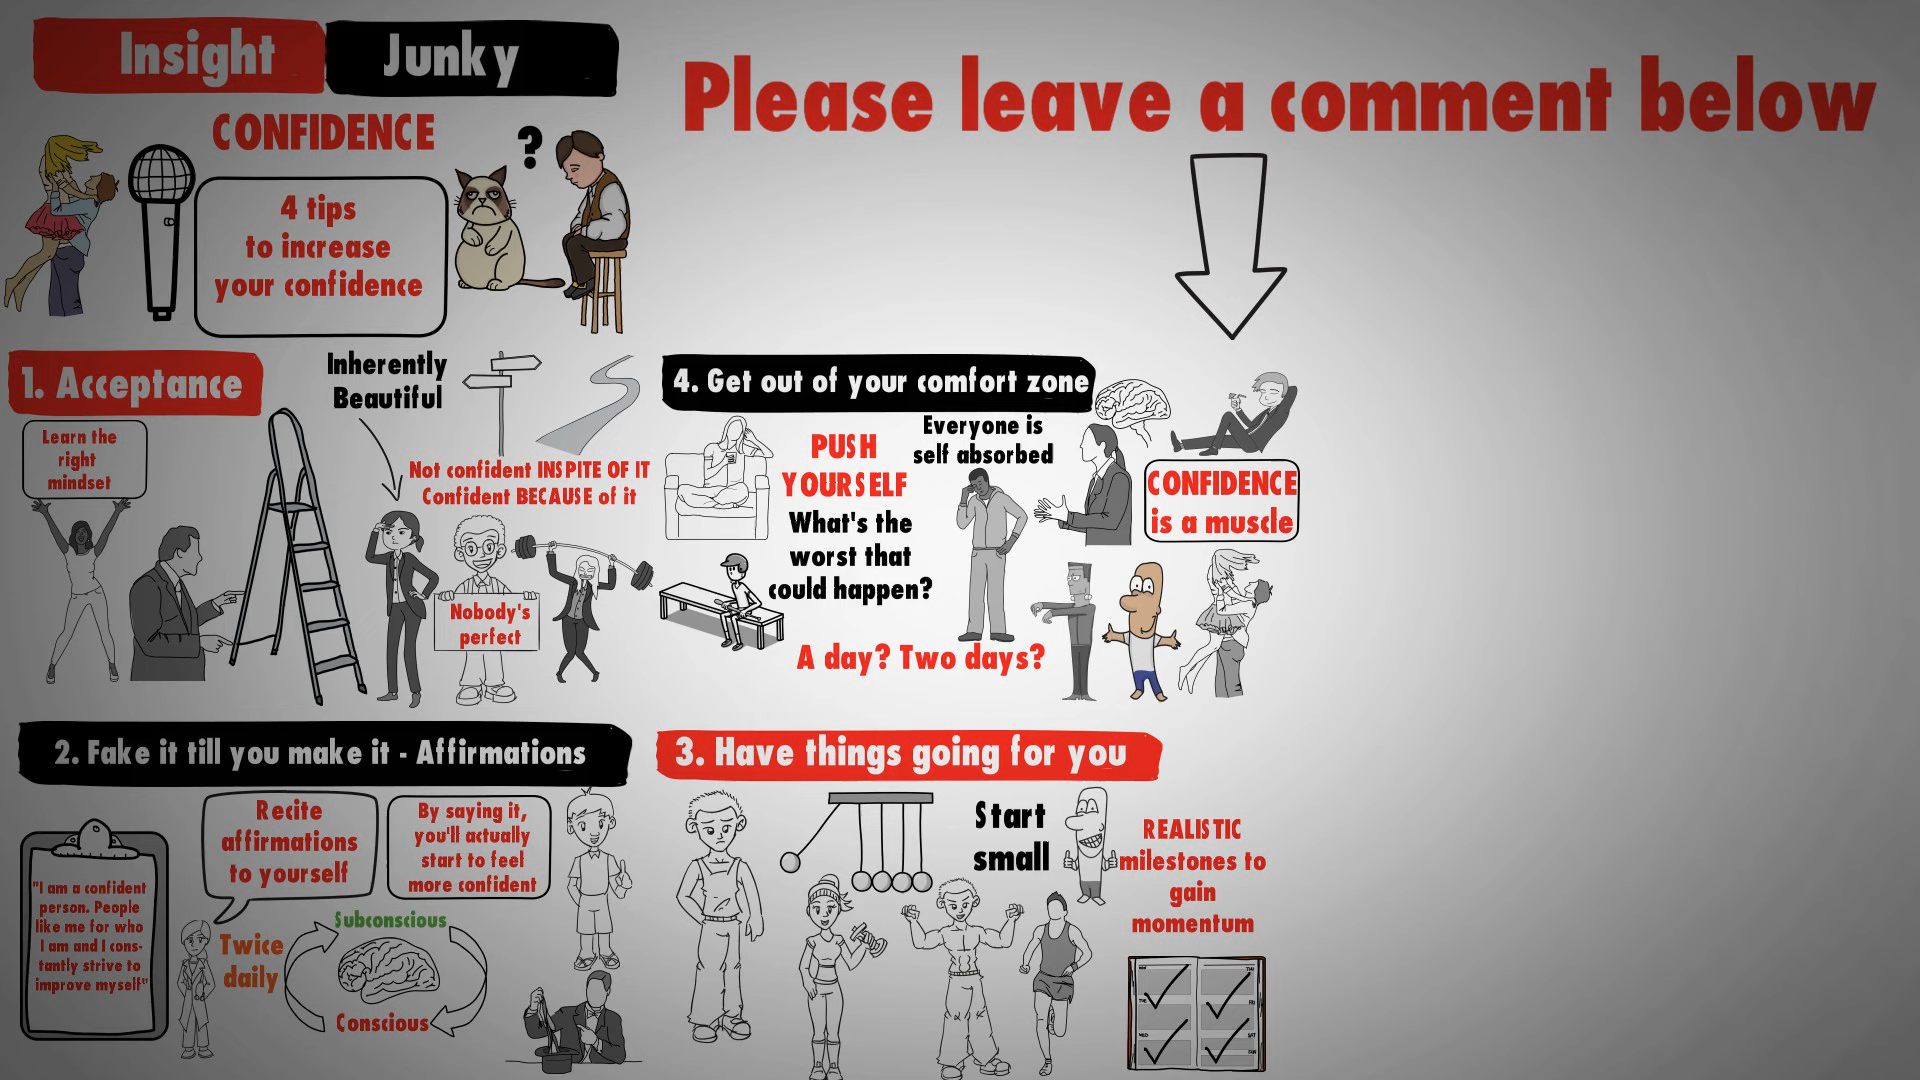 Insight Junky
Please leave a comment below
CONFIDENCE
?
4 tips
to increase
your confidence
1. Acceptance
Learn the
right
mindset
Inherently
Beautiful
Not confident INSPITE OF IT
Confident BECAUSE of it
Nobody's
perfect
4. Get out of your comfort zone
PUSH
YOURSELF
Everyone is
self absorbed
What's the
worst that
could happen?
A day? Two days?
CONFIDENCE
is a muscle
2. Fake it till you make it - Affirmations
"I am a confident
person. People
like me for who
I am and I cons-
tantly strive to
improve myself"
Recite
affirmations
to yourself
By saying it,
you'll actually
start to feel
more confident
Twice
daily
Subconscious
Conscious
3. Have things going for you
Start
small
REALISTIC
milestones to
gain
momentum
THU
FRI
WED
SAT
SUN